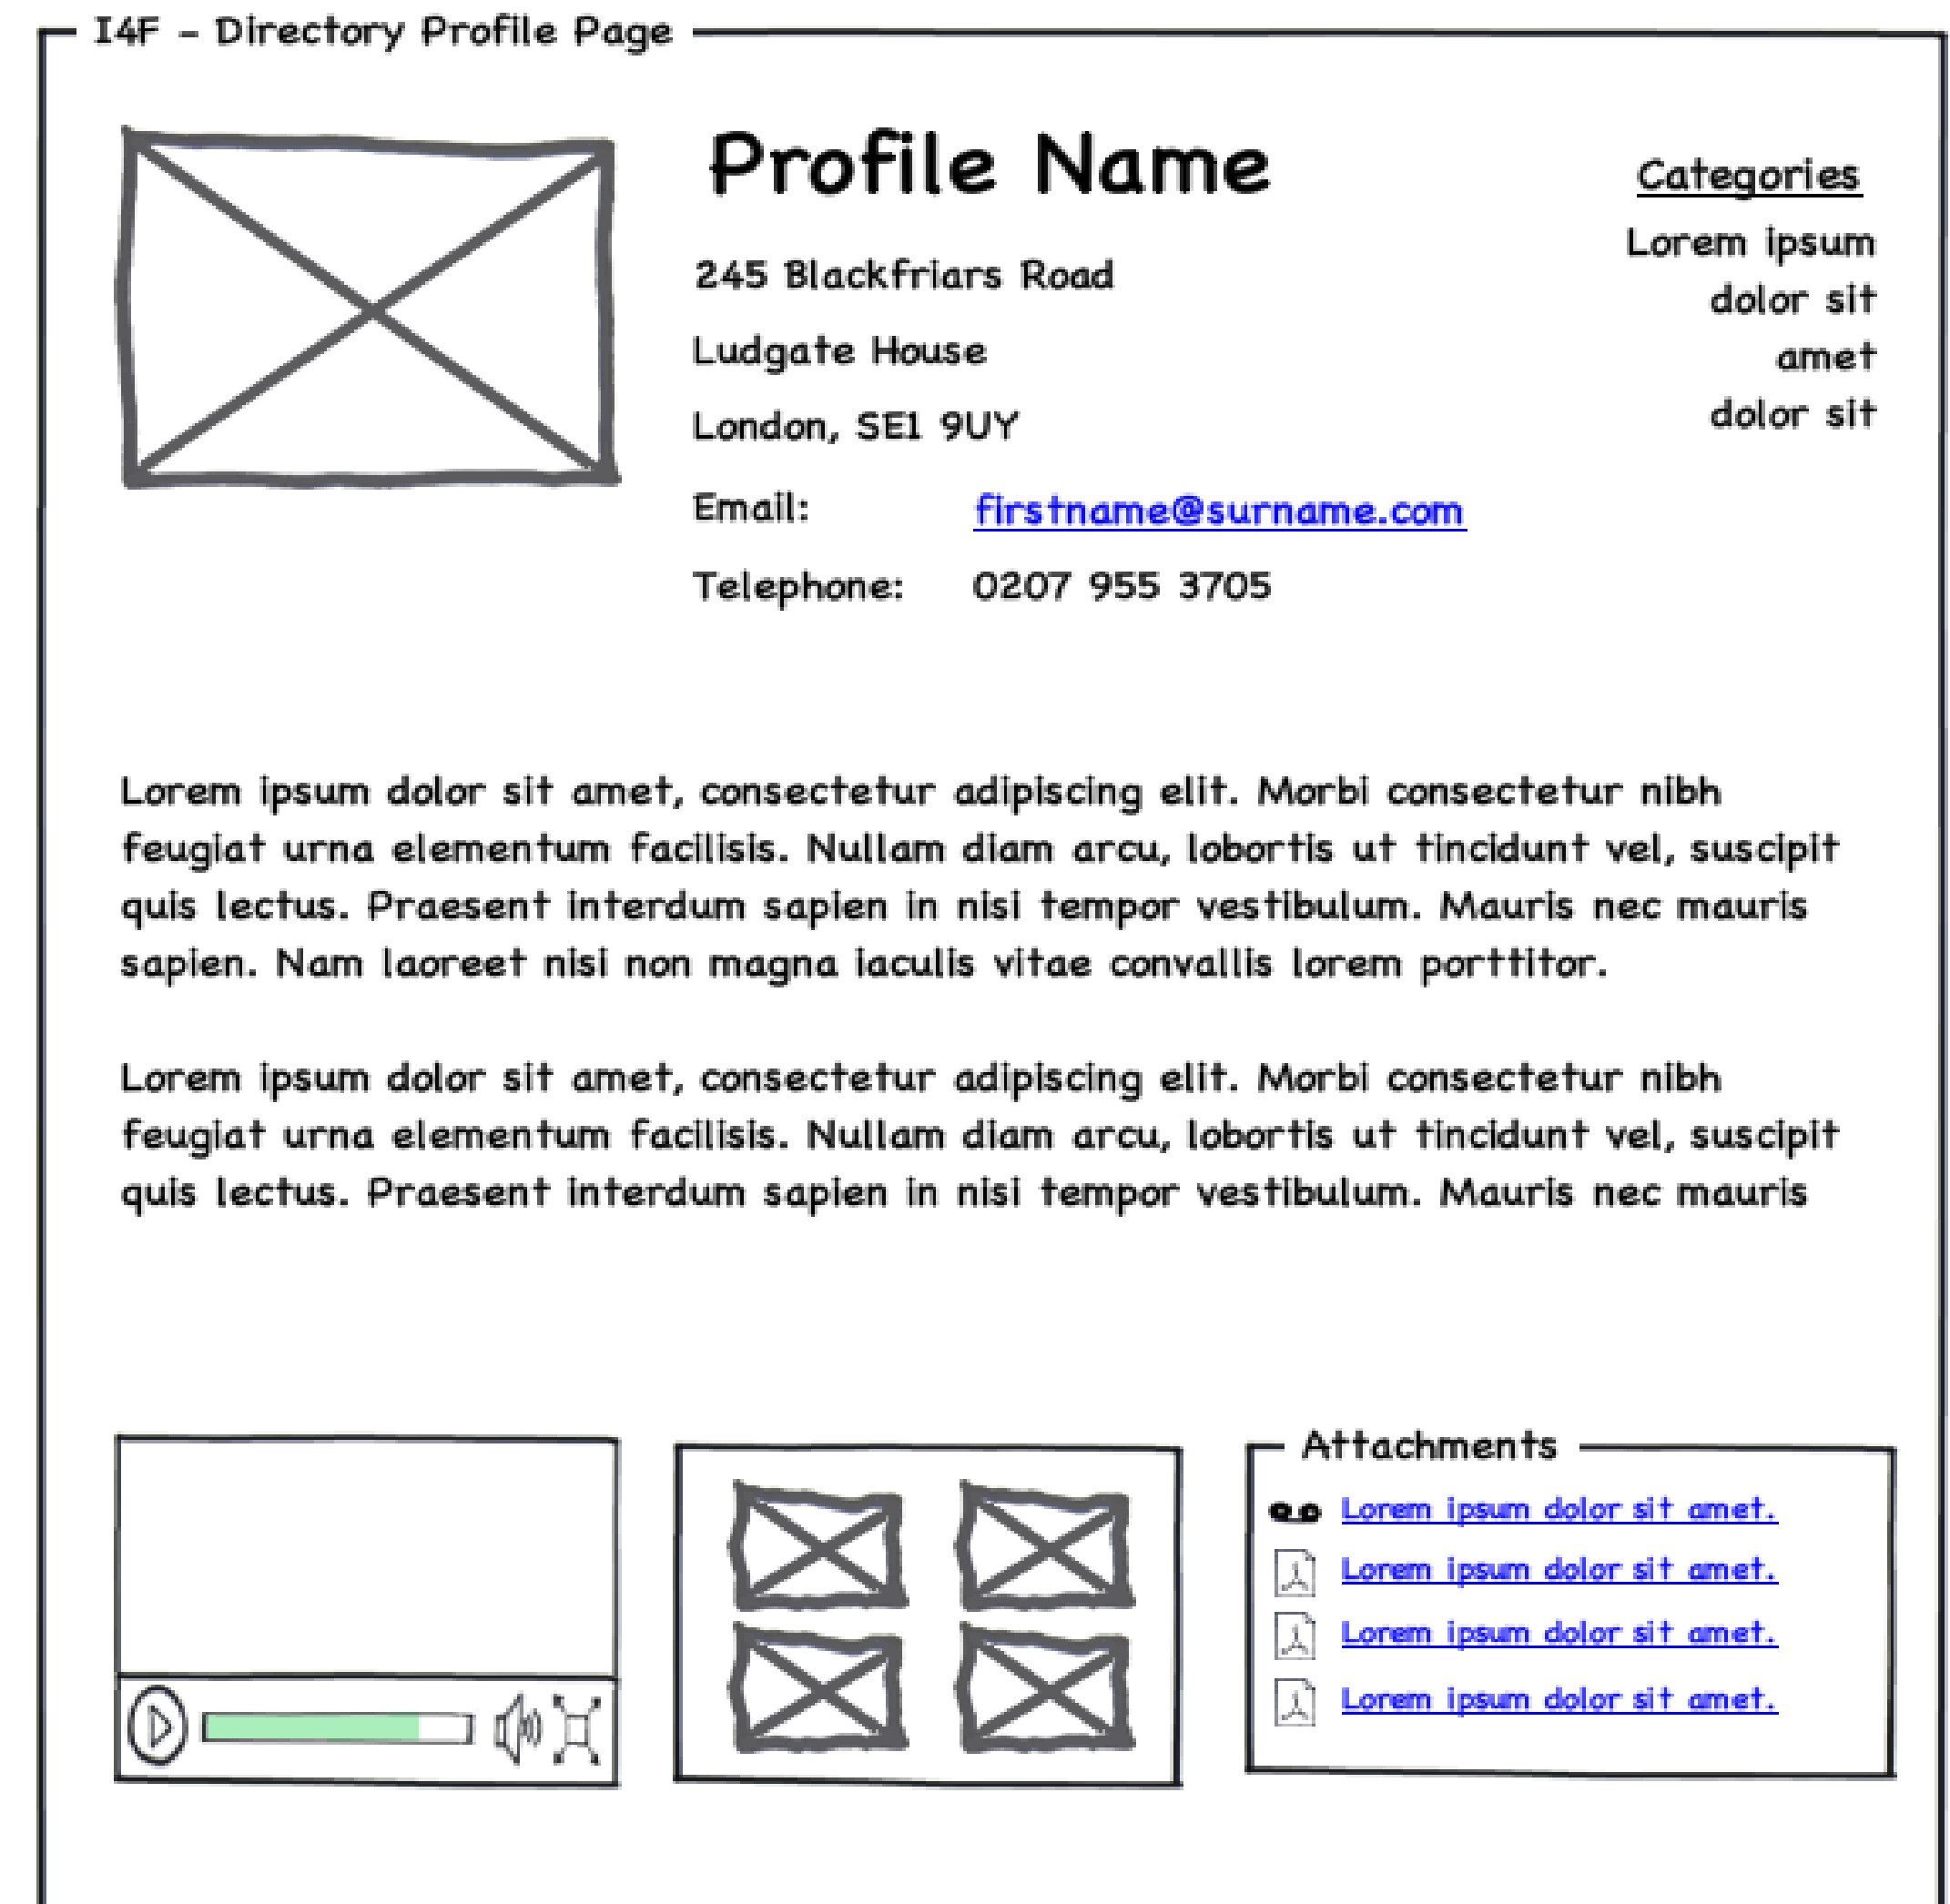 I4F - Directory Profile Page
Profile Name
245 Blackfriars Road
Ludgate House
London, SE1 9UY
Email: firstname@surname.com
Telephone: 0207 955 3705
Categories
Lorem ipsum
dolor sit
amet
dolor sit
Lorem ipsum dolor sit amet, consectetur adipiscing elit. Morbi consectetur nibh
feugiat urna elementum facilisis. Nullam diam arcu, lobortis ut tincidunt vel, suscipit
quis lectus. Praesent interdum sapien in nisi tempor vestibulum. Mauris nec mauris
sapien. Nam laoreet nisi non magna iaculis vitae convallis lorem porttitor.
Lorem ipsum dolor sit amet, consectetur adipiscing elit. Morbi consectetur nibh
feugiat urna elementum facilisis. Nullam diam arcu, lobortis ut tincidunt vel, suscipit
quis lectus. Praesent interdum sapien in nisi tempor vestibulum. Mauris nec mauris
Attachments
Lorem ipsum dolor sit amet.
Lorem ipsum dolor sit amet.
Lorem ipsum dolor sit amet.
Lorem ipsum dolor sit amet.